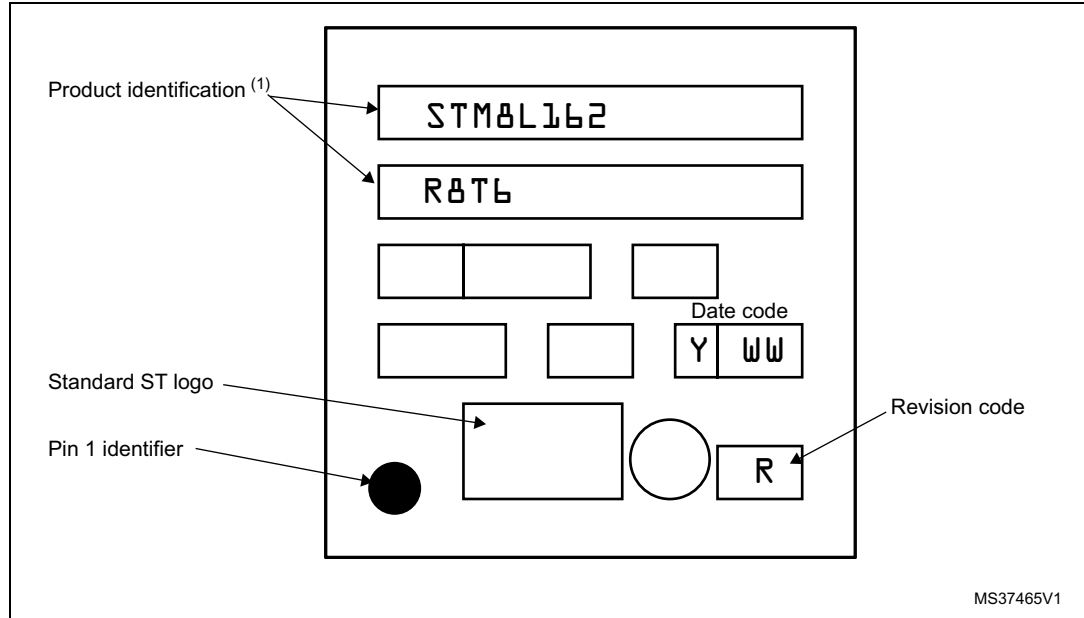 Product identification (1)
STM8L162
R8T6
Date code
Y WW
Standard ST logo
Revision code
Pin 1 identifier
R
MS37465V1